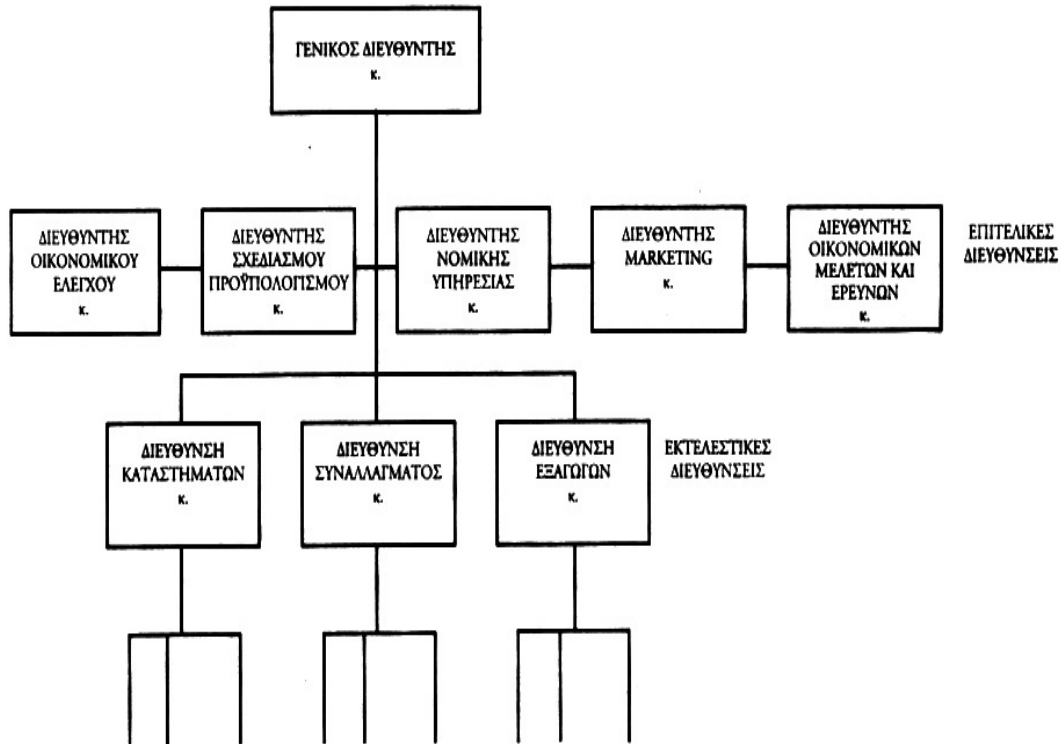 ΓΕΝΙΚΟΣ ΔΙΕΥΘΥΝΤΗΣ
κ.
ΔΙΕΥΘΥΝΤΗΣ
ΟΙΚΟΝΟΜΙΚΟΥ
ΕΛΕΓΧΟΥ
κ.
ΔΙΕΥΘΥΝΤΗΣ
ΣΧΕΔΙΑΣΜΟΥ
ΠΡΟΫΠΟΛΟΓΙΣΜΟΥ
κ.
ΔΙΕΥΘΥΝΤΗΣ
ΝΟΜΙΚΗΣ
ΥΠΗΡΕΣΙΑΣ
κ.
ΔΙΕΥΘΥΝΤΗΣ
MARKETING
κ.
ΔΙΕΥΘΥΝΤΗΣ
ΟΙΚΟΝΟΜΙΚΩΝ
ΜΕΛΕΤΩΝ ΚΑΙ
ΕΡΕΥΝΩΝ
κ.
ΕΠΙΤΕΛΙΚΕΣ
ΔΙΕΥΘΥΝΣΕΙΣ
ΔΙΕΥΘΥΝΣΗ
ΚΑΤΑΣΤΗΜΑΤΩΝ
κ.
ΔΙΕΥΘΥΝΣΗ
ΣΥΝΑΛΛΑΓΜΑΤΟΣ
κ.
ΔΙΕΥΘΥΝΣΗ
ΕΞΑΓΩΓΩΝ
κ.
ΕΚΤΕΛΕΣΤΙΚΕΣ
ΔΙΕΥΘΥΝΣΕΙΣ